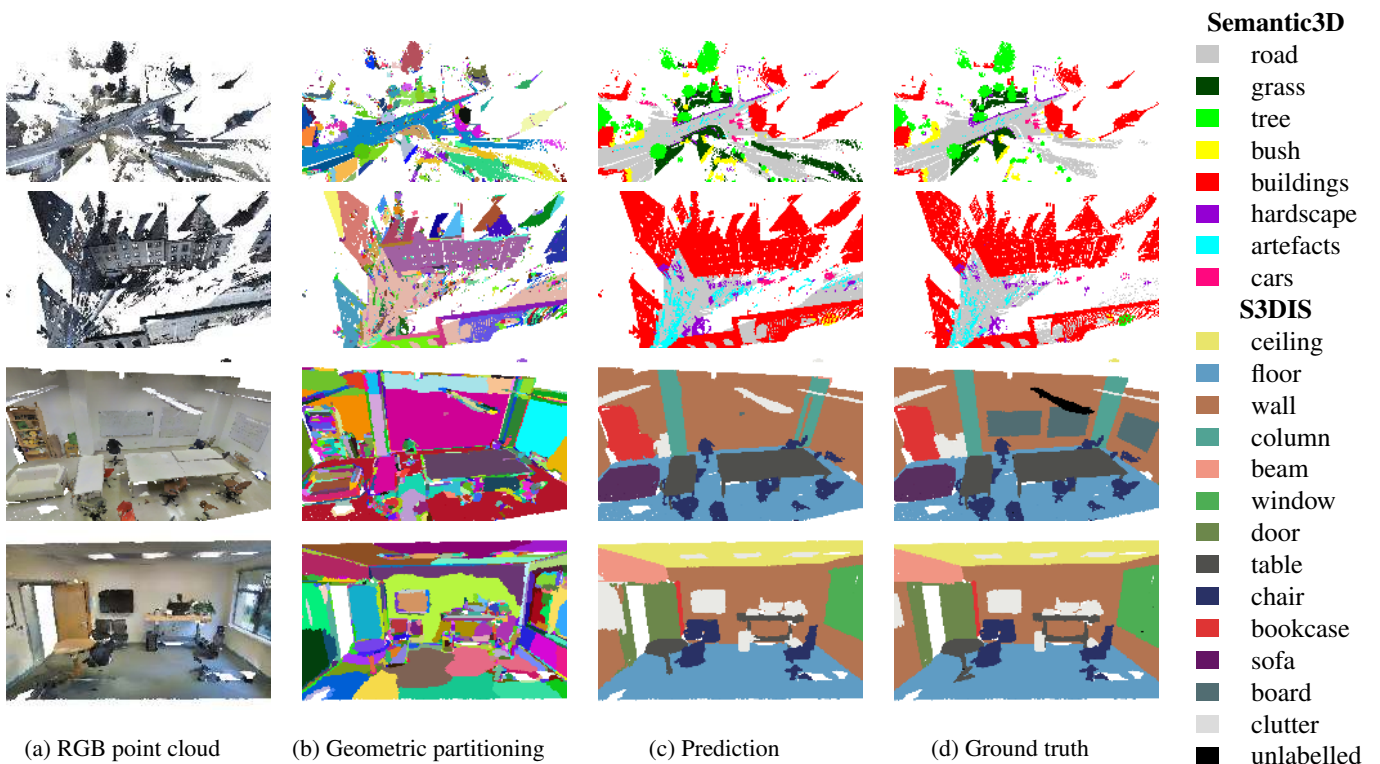 Semantic3D
road
grass
tree
bush
buildings
hardscape
artefacts
cars
S3DIS
ceiling
floor
wall
column
beam
window
door
table
chair
bookcase
sofa
board
clutter
unlabelled
(a) RGB point cloud
(b) Geometric partitioning
(c) Prediction
(d) Ground truth